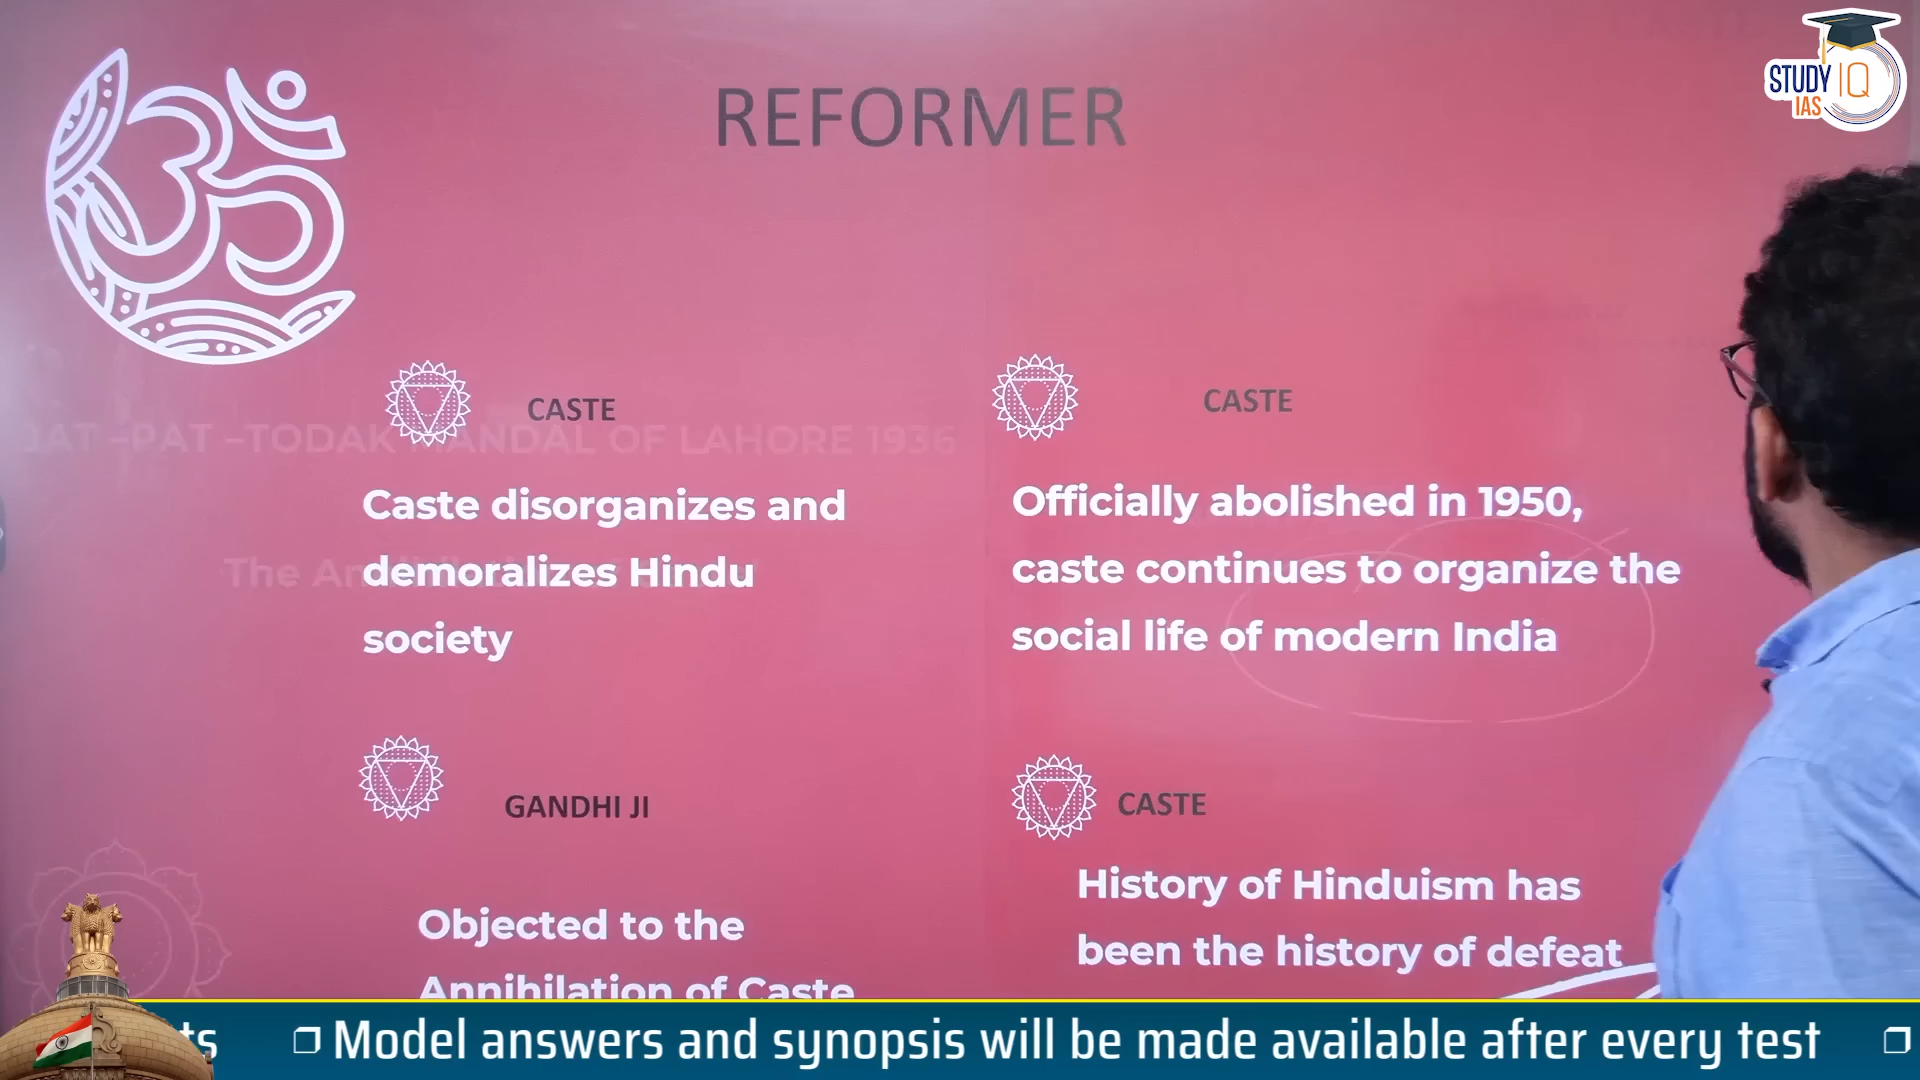 REFORMER
STUDY IQ
IAS
CASTE
JAT -PAT -TODAK MANDAL OF LAHORE 1936
Caste disorganizes and
demoralizes Hindu
society
CASTE
Officially abolished in 1950,
caste continues to organize the
social life of modern India
GANDHI JI
Objected to the
Annihilation of Caste
CASTE
History of Hinduism has
been the history of defeat
The
ts
Model answers and synopsis will be made available after every test